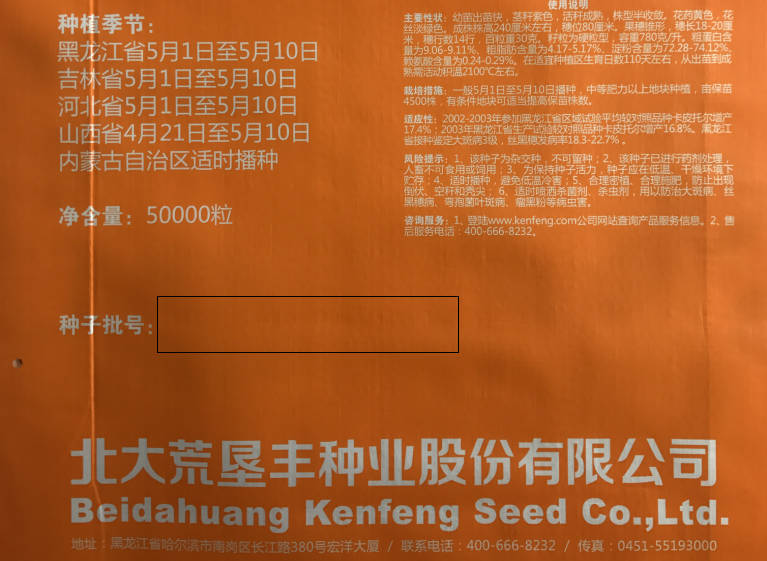 种植季节：
黑龙江省5月1日至5月10日
吉林省5月1日至5月10日
河北省5月1日至5月10日
山西省4月21日至5月10日
内蒙古自治区适时播种
净含量：50000粒
种子批号：
使用说明
主要性状：幼苗出苗快，茎秆紫色，活秆成熟，株型半收敛。花药黄色，花
丝淡绿色。成株株高240厘米左右，穗位80厘米。果穗锥形，穗长18-20厘
米，穗行数14行，百粒重30克。籽粒为硬粒型，容重780克/升。粗蛋白含
量为9.06-9.11%，粗脂肪含量为4.17-5.17%，淀粉含量为72.28-74.12%，
赖氨酸含量为0.24-0.29%。在适宜种植区生育日数110天左右，从出苗到成
熟需活动积温2100℃左右。
栽培措施：一般5月1日至5月10日播种，中等肥力以上地块种植，亩保苗
4500株，有条件地块可适当提高保苗株数。
适应性：2002-2003年参加黑龙江省区域试验平均较对照品种卡皮托尔增产
17.4%；2003年黑龙江省生产试验较对照品种卡皮托尔增产16.8%。黑龙江
省接种鉴定大斑病3级，丝黑穗发病率18.3-22.7% 。
风险提示：1、该种子为杂交种，不可留种；2、该种子已进行药剂处理，
人畜不可食用或饲用；3、为保持种子活力，种子应在低温、干燥环境下
贮存；4、适时播种，避免低温冷害；5、合理密植、合理施肥，防止出现
倒伏、空秆和秃尖；6、适时喷洒杀菌剂、杀虫剂，用以防治大斑病、丝
黑穗病、弯孢菌叶斑病、瘤黑粉等病虫害。
咨询服务：1、登陆www.kenfeng.com公司网站查询产品服务信息。2、售
后服务电话：400-666-8232。
北大荒垦丰种业股份有限公司
Beidahuang Kenfeng Seed Co.,Ltd.
地址：黑龙江省哈尔滨市南岗区长江路380号宏洋大厦 / 联系电话：400-666-8232 / 传真：0451-55193000